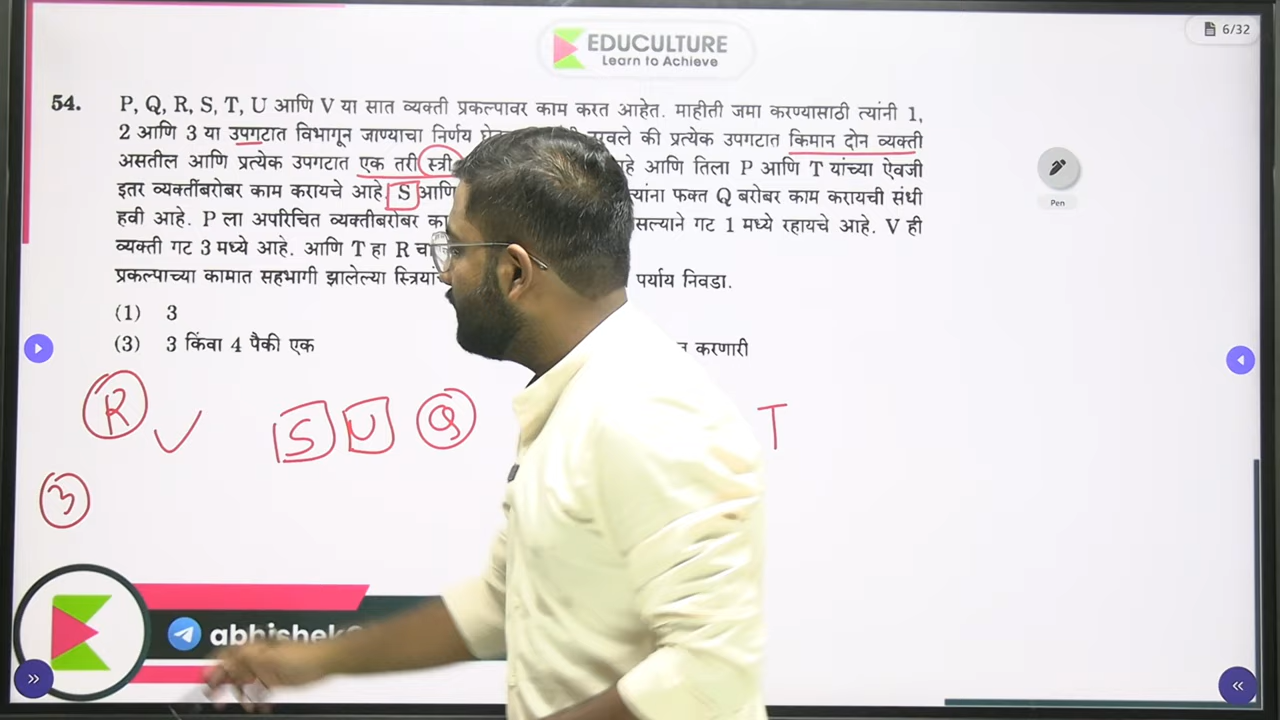 EDUCULTURE
Learn to Achieve
6/32
54. P, Q, R, S, T, U आणि V या सात व्यक्ती प्रकल्पावर काम करत आहेत. माहीती जमा करण्यासाठी त्यांनी 1,
2 आणि 3 या उपगटात विभागून जाण्याचा निर्णय की प्रत्येक उपगटात किमान दोन व्यक्ती
असतील आणि प्रत्येक उपगटात एक तरी स्त्री आणि तिला P आणि T यांच्या ऐवजी
इतर व्यक्तींबरोबर काम करायचे आहे. S आणि फक्त Q बरोबर काम करायची संधी
हवी आहे. P ला अपरिचित व्यक्तीबरोबर गट 1 मध्ये रहायचे आहे. V ही
व्यक्ती गट 3 मध्ये आहे. आणि T हा R
प्रकल्पाच्या कामात सहभागी झालेल्या पर्याय निवडा.
(1) 3
(3) 3 किंवा 4 पैकी एक करणारी
Pen
R S U Q T
3